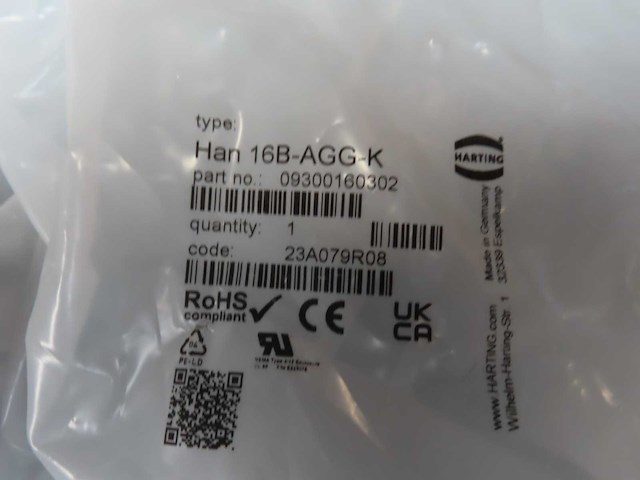 type:
Han 16B-AGG-K
part no.: 09300160302
quantity: 1
code: 23A079R08
RoHS
compliant
CE
UK
CA
04
PE-LD
HARTING
Made in Germany
32339 Espelkamp
www.HARTING.com
Wilhelm-Harting-Str. 1